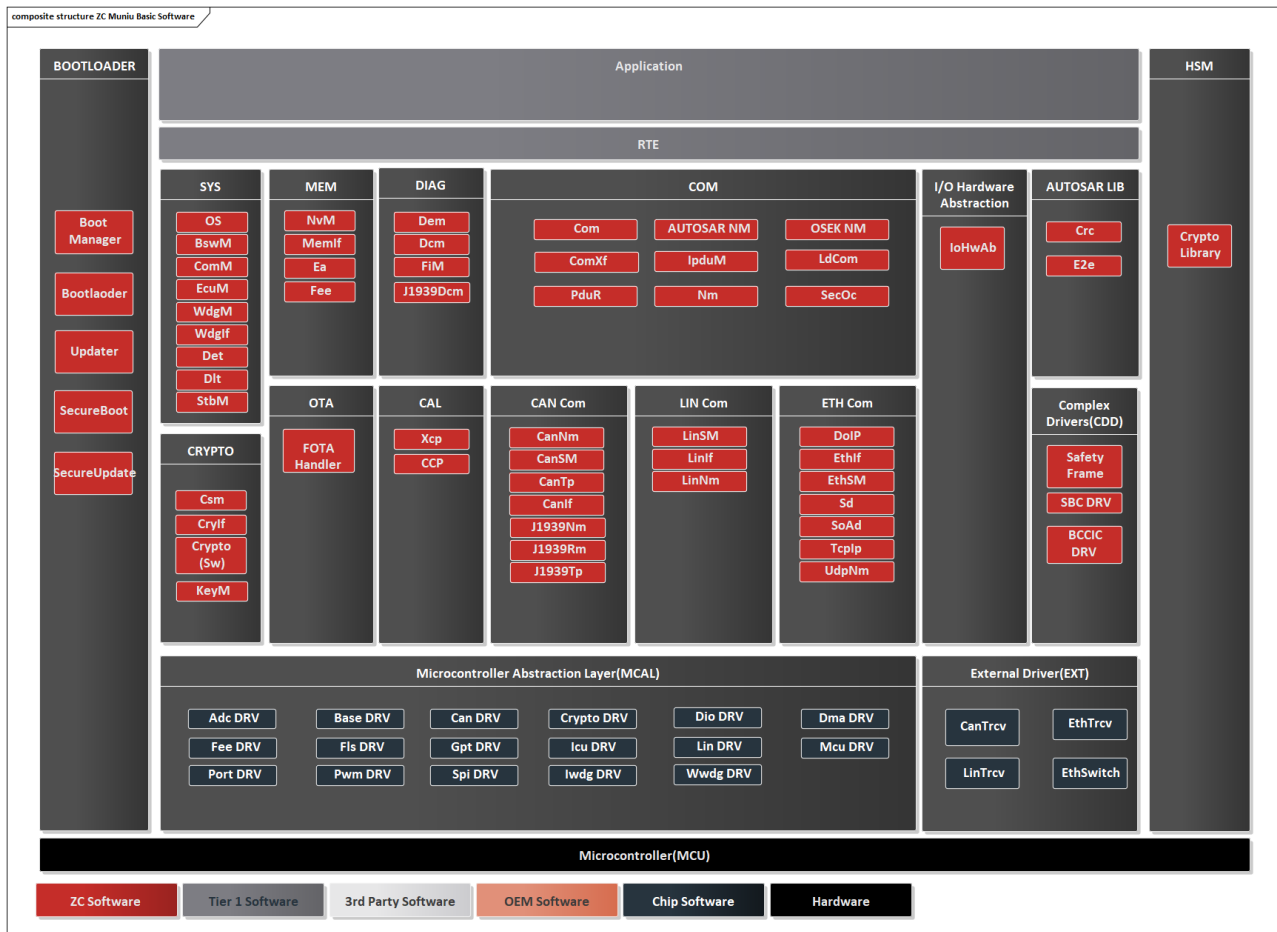 composite structure ZC Muniu Basic Software
BOOTLOADER
Boot
Manager
Bootlaoder
Updater
SecureBoot
SecureUpdate
Application
RTE
SYS
OS
BswM
ComM
EcuM
WdgM
WdgIf
Det
Dlt
StbM
MEM
NvM
MemIf
Ea
Fee
DIAG
Dem
Dcm
FiM
J1939Dcm
COM
Com
AUTOSAR NM
OSEK NM
ComXf
IpduM
LdCom
PduR
Nm
SecOc
I/O Hardware
Abstraction
IoHwAb
AUTOSAR LIB
Crc
E2e
HSM
Crypto
Library
CRYPTO
Csm
CryIf
Crypto
(Sw)
KeyM
OTA
FOTA
Handler
CAL
Xcp
CCP
CAN Com
CanNm
CanSM
CanTp
CanIf
J1939Nm
J1939Rm
J1939Tp
LIN Com
LinSM
LinIf
LinNm
ETH Com
DoIP
EthIf
EthSM
Sd
SoAd
TcpIp
UdpNm
Complex
Drivers(CDD)
Safety
Frame
SBC DRV
BCCIC
DRV
Microcontroller Abstraction Layer(MCAL)
Adc DRV
Base DRV
Can DRV
Crypto DRV
Dio DRV
Dma DRV
Fee DRV
Fls DRV
Gpt DRV
Icu DRV
Lin DRV
Mcu DRV
Port DRV
Pwm DRV
Spi DRV
Iwdg DRV
Wwdg DRV
External Driver(EXT)
CanTrcv
EthTrcv
LinTrcv
EthSwitch
Microcontroller(MCU)
ZC Software
Tier 1 Software
3rd Party Software
OEM Software
Chip Software
Hardware